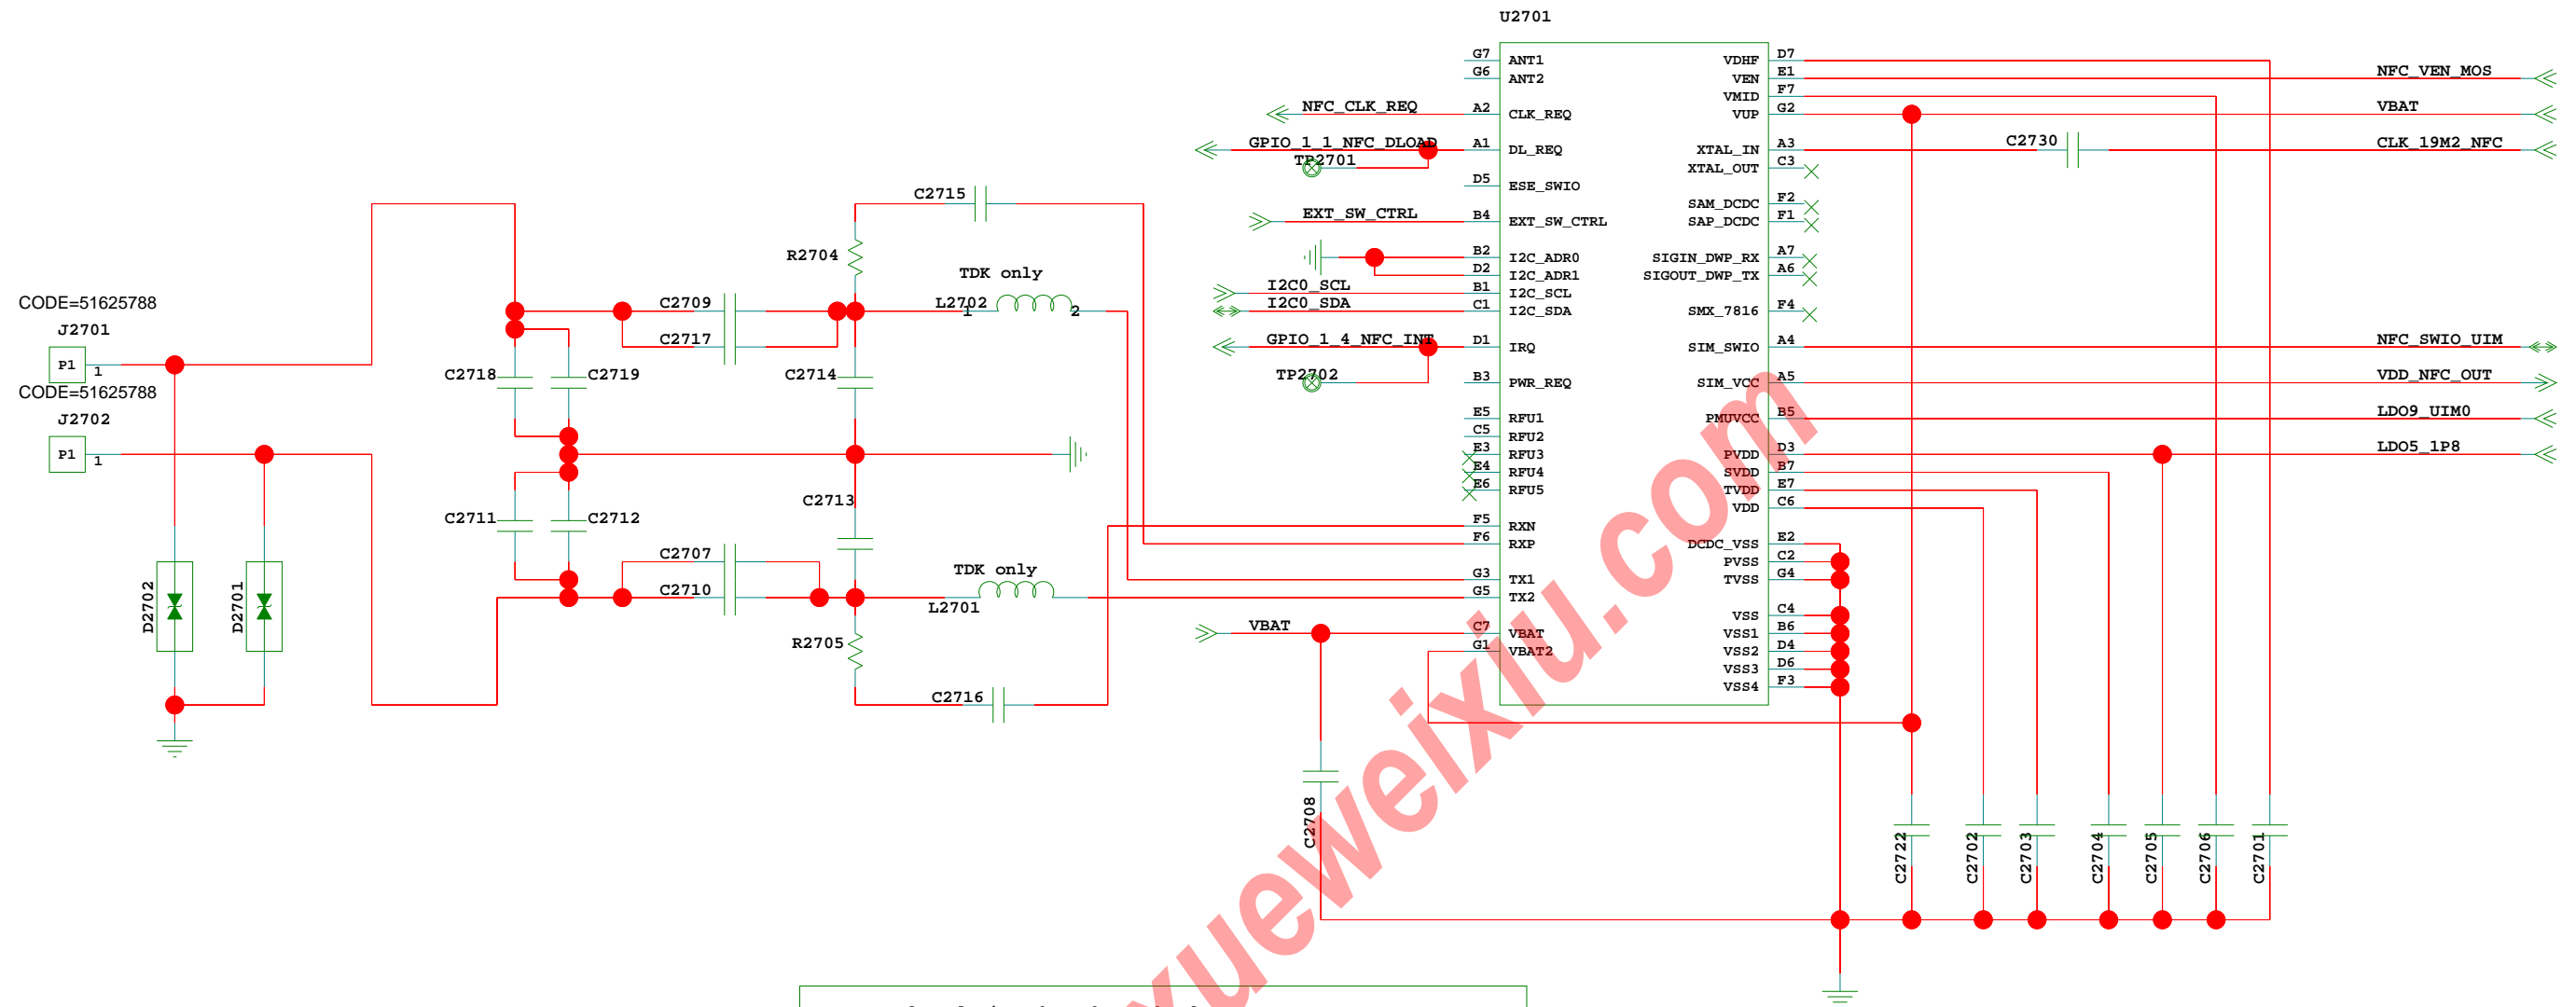 U2701
G7 ANT1
G6 ANT2
NFC_CLK_REQ A2 CLK_REQ
GPIO_1_1_NFC_DLOAD A1 DL_REQ
TP2701
D5 ESE_SWIO
EXT_SW_CTRL B4 EXT_SW_CTRL
B2 I2C_ADR0
D2 I2C_ADR1
I2C0_SCL B1 I2C_SCL
I2C0_SDA C1 I2C_SDA
GPIO_1_4_NFC_INT D1 IRQ
TP2702 B3 PWR_REQ
E5 RFU1
C5 RFU2
E3 RFU3
E4 RFU4
E6 RFU5
F5 RXN
F6 RXP
G3 TX1
G5 TX2
VBAT C7 VBAT
G1 VBAT2
VDHF D7
VEN E1 NFC_VEN_MOS
VMID F7
VUP G2 VBAT
XTAL_IN A3 C2730 CLK_19M2_NFC
XTAL_OUT C3
SAM_DCDC F2
SAP_DCDC F1
SIGIN_DWP_RX A7
SIGOUT_DWP_TX A6
SMX_7816 F4
SIM_SWIO A4 NFC_SWIO_UIM
SIM_VCC A5 VDD_NFC_OUT
PMUVCC B5 LDO9_UIM0
PVDD D3 LDO5_1P8
SVDD B7
TVDD E7
VDD C6
DCDC_VSS E2
PVSS C2
TVSS G4
VSS C4
VSS1 B6
VSS2 D4
VSS3 D6
VSS4 F3
C2715
R2704
TDK only
CODE=51625788
J2701
P1 1
CODE=51625788
J2702
P1 1
C2709
L2702
1 2
C2717
C2718 C2719 C2714
C2713
C2711 C2712
C2707
C2710
TDK only
L2701
R2705
C2716
D2702 D2701
C2708
C2722 C2702 C2703 C2704 C2705 C2706 C2701
xueweixiu.com